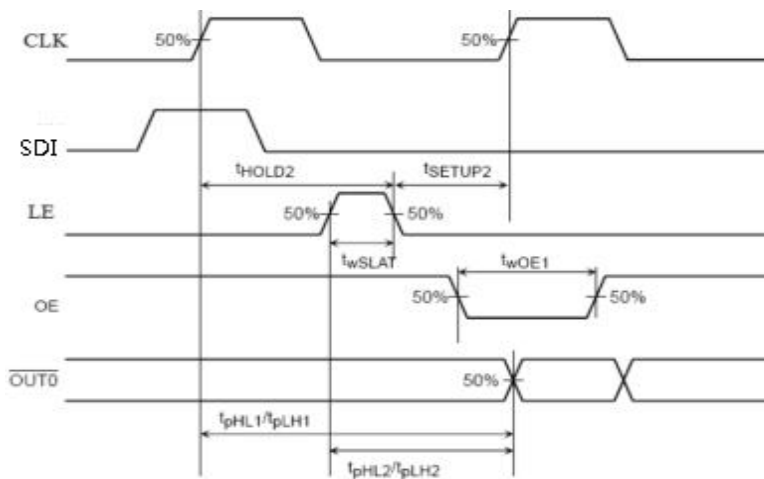 CLK 50% 50%
SDI
tHOLD2 tSETUP2
LE 50% 50%
twSLAT twOE1
OE 50% 50%
OUT0 50%
tpHL1/tpLH1
tpHL2/tpLH2